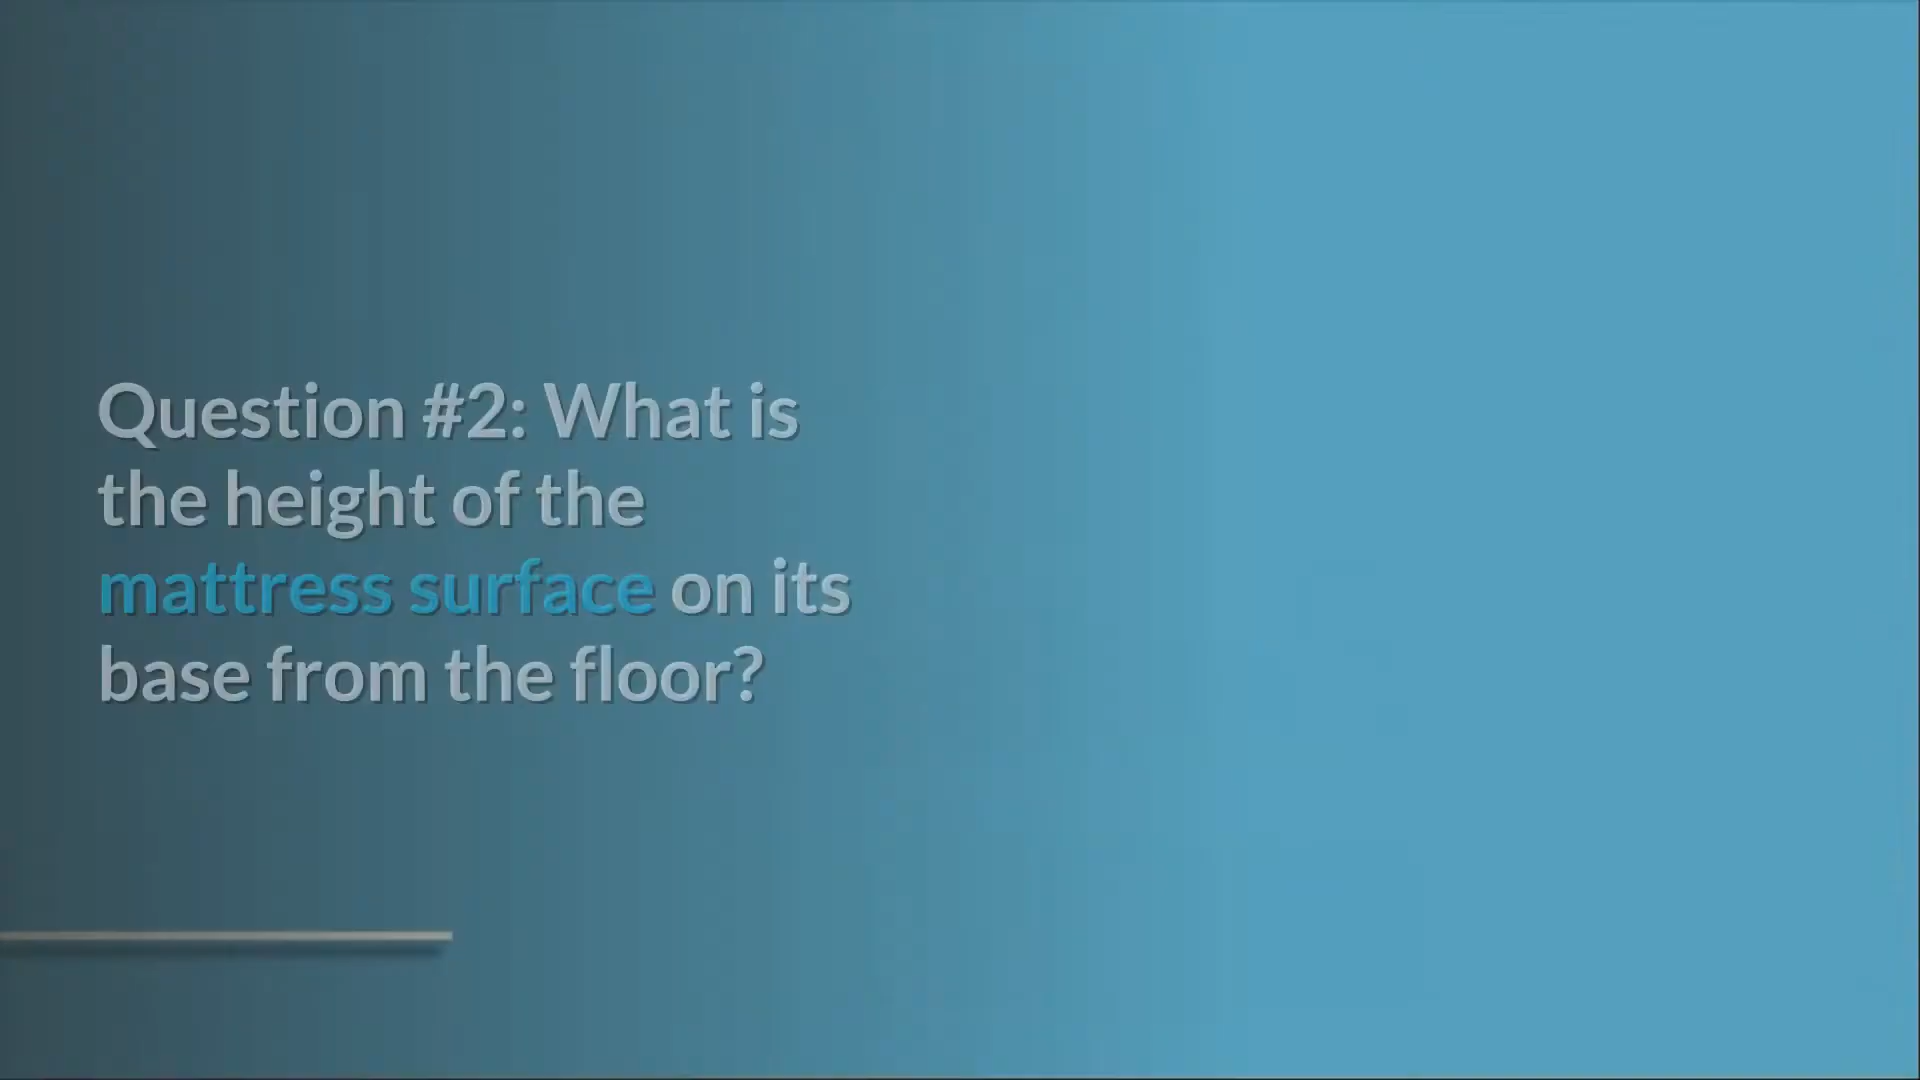 Question #2: What is
the height of the
mattress surface on its
base from the floor?